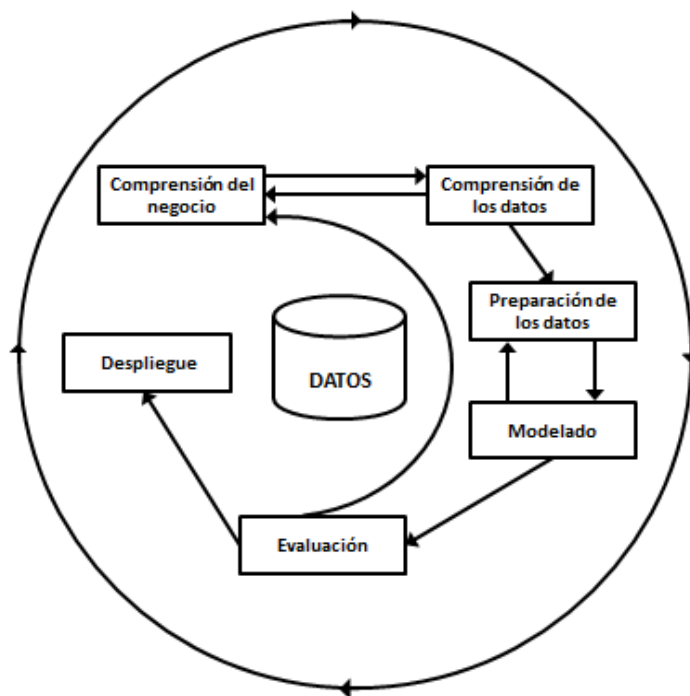 Comprensión del
negocio
Comprensión de
los datos
Preparación de
los datos
Despliegue
DATOS
Modelado
Evaluación